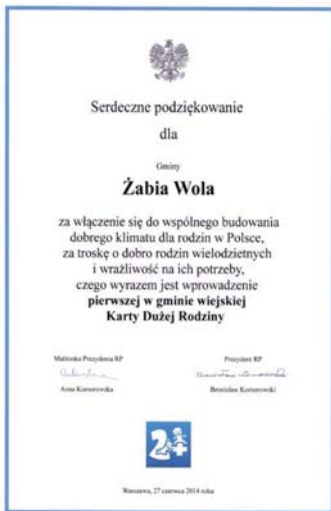 Serdeczne podziękowanie
dla
Gminy
Żabia Wola
za włączenie się do wspólnego budowania
dobrego klimatu dla rodzin w Polsce,
za troskę o dobro rodzin wielodzietnych
i wrażliwość na ich potrzeby,
czego wyrazem jest wprowadzenie
pierwszej w gminie wiejskiej
Karty Dużej Rodziny
Małżonka Prezydenta RP
Prezydent RP
Anna Komorowska
Bronisław Komorowski
2+
Warszawa, 27 czerwca 2014 roku